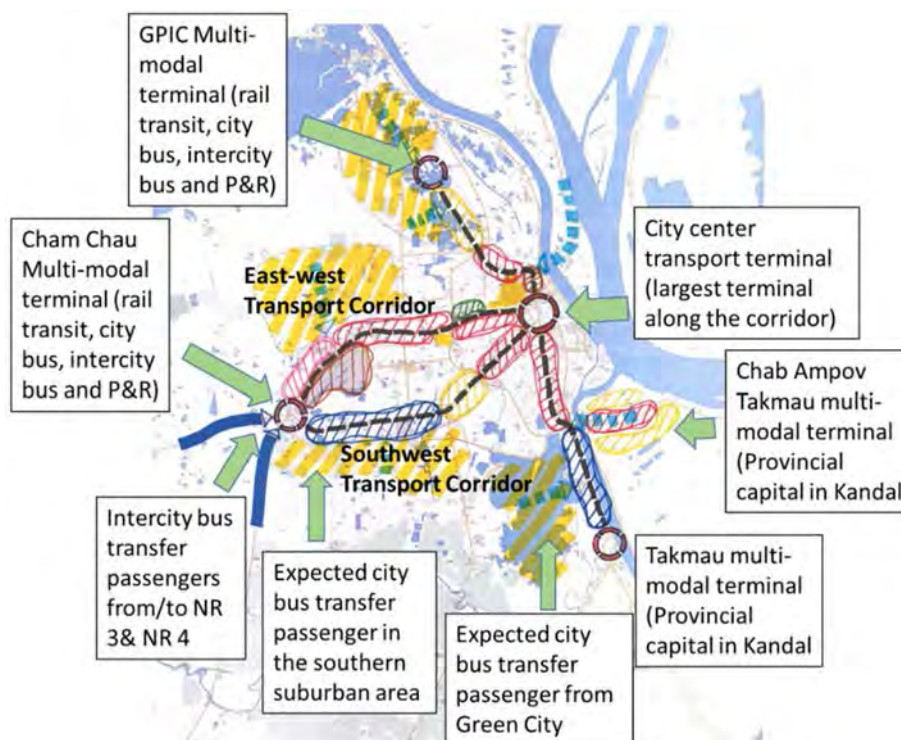 GPIC Multi-
modal
terminal (rail
transit, city
bus, intercity
bus and P&R)
Cham Chau
Multi-modal
terminal (rail
transit, city
bus, intercity
bus and P&R)
East-west
Transport Corridor
City center
transport terminal
(largest terminal
along the corridor)
Chab Ampov
Takmau multi-
modal terminal
(Provincial
capital in Kandal
Southwest
Transport Corridor
Intercity bus
transfer
passengers
from/to NR
3& NR 4
Expected city
bus transfer
passenger in
the southern
suburban area
Expected city
bus transfer
passenger from
Green City
Takmau multi-
modal terminal
(Provincial
capital in Kandal